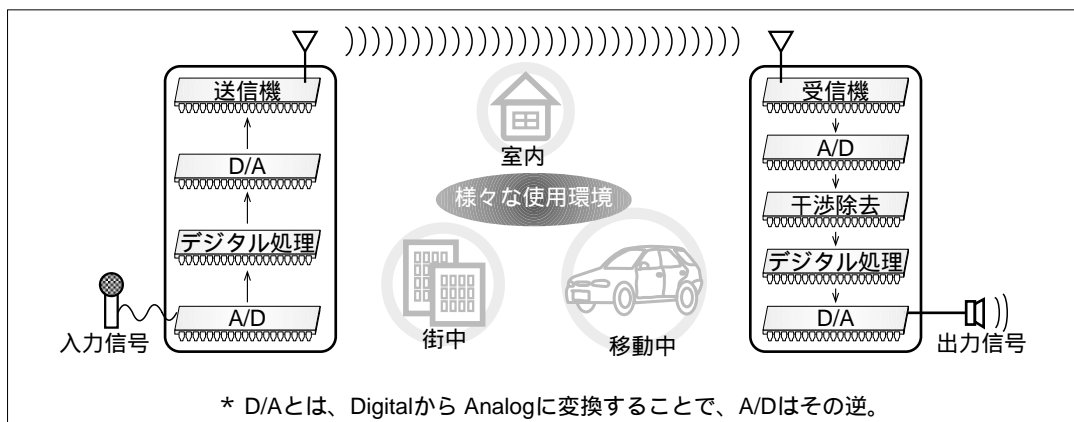 送信機
D/A
デジタル処理
A/D
入力信号
室内
様々な使用環境
街中
移動中
受信機
A/D
干渉除去
デジタル処理
D/A
出力信号
* D/Aとは、Digitalから Analogに変換することで、A/Dはその逆。